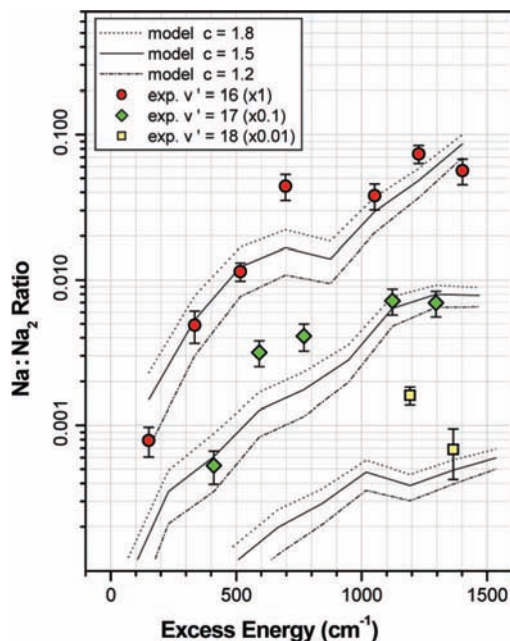 model c = 1.8
model c = 1.5
model c = 1.2
exp. v ' = 16 (x1)
exp. v ' = 17 (x0.1)
exp. v ' = 18 (x0.01)
0.100
0.010
0.001
Na:Na₂ Ratio
0 500 1000 1500
Excess Energy (cm⁻¹)